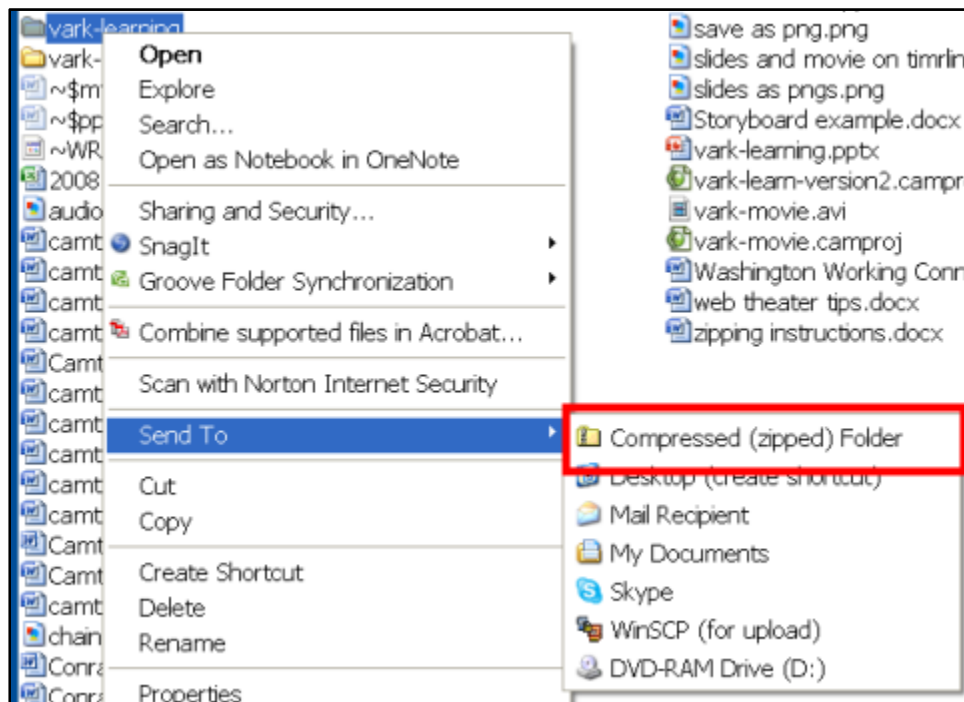 vark-learning
vark-
~$m
~$pp
~WR
2008
audio
camt
camt
camt
camt
Camt
camt
camt
camt
camt
camt
Camt
Camt
camt
chain
Conra
Conra
Open
Explore
Search...
Open as Notebook in OneNote
Sharing and Security...
SnagIt
Groove Folder Synchronization
Combine supported files in Acrobat...
Scan with Norton Internet Security
Send To
Cut
Copy
Create Shortcut
Delete
Rename
Properties
Compressed (zipped) Folder
Desktop (create shortcut)
Mail Recipient
My Documents
Skype
WinSCP (for upload)
DVD-RAM Drive (D:)
save as png.png
slides and movie on timrlin
slides as pngs.png
Storyboard example.docx
vark-learning.pptx
vark-learn-version2.campr
vark-movie.avi
vark-movie.camproj
Washington Working Conn
web theater tips.docx
zipping instructions.docx